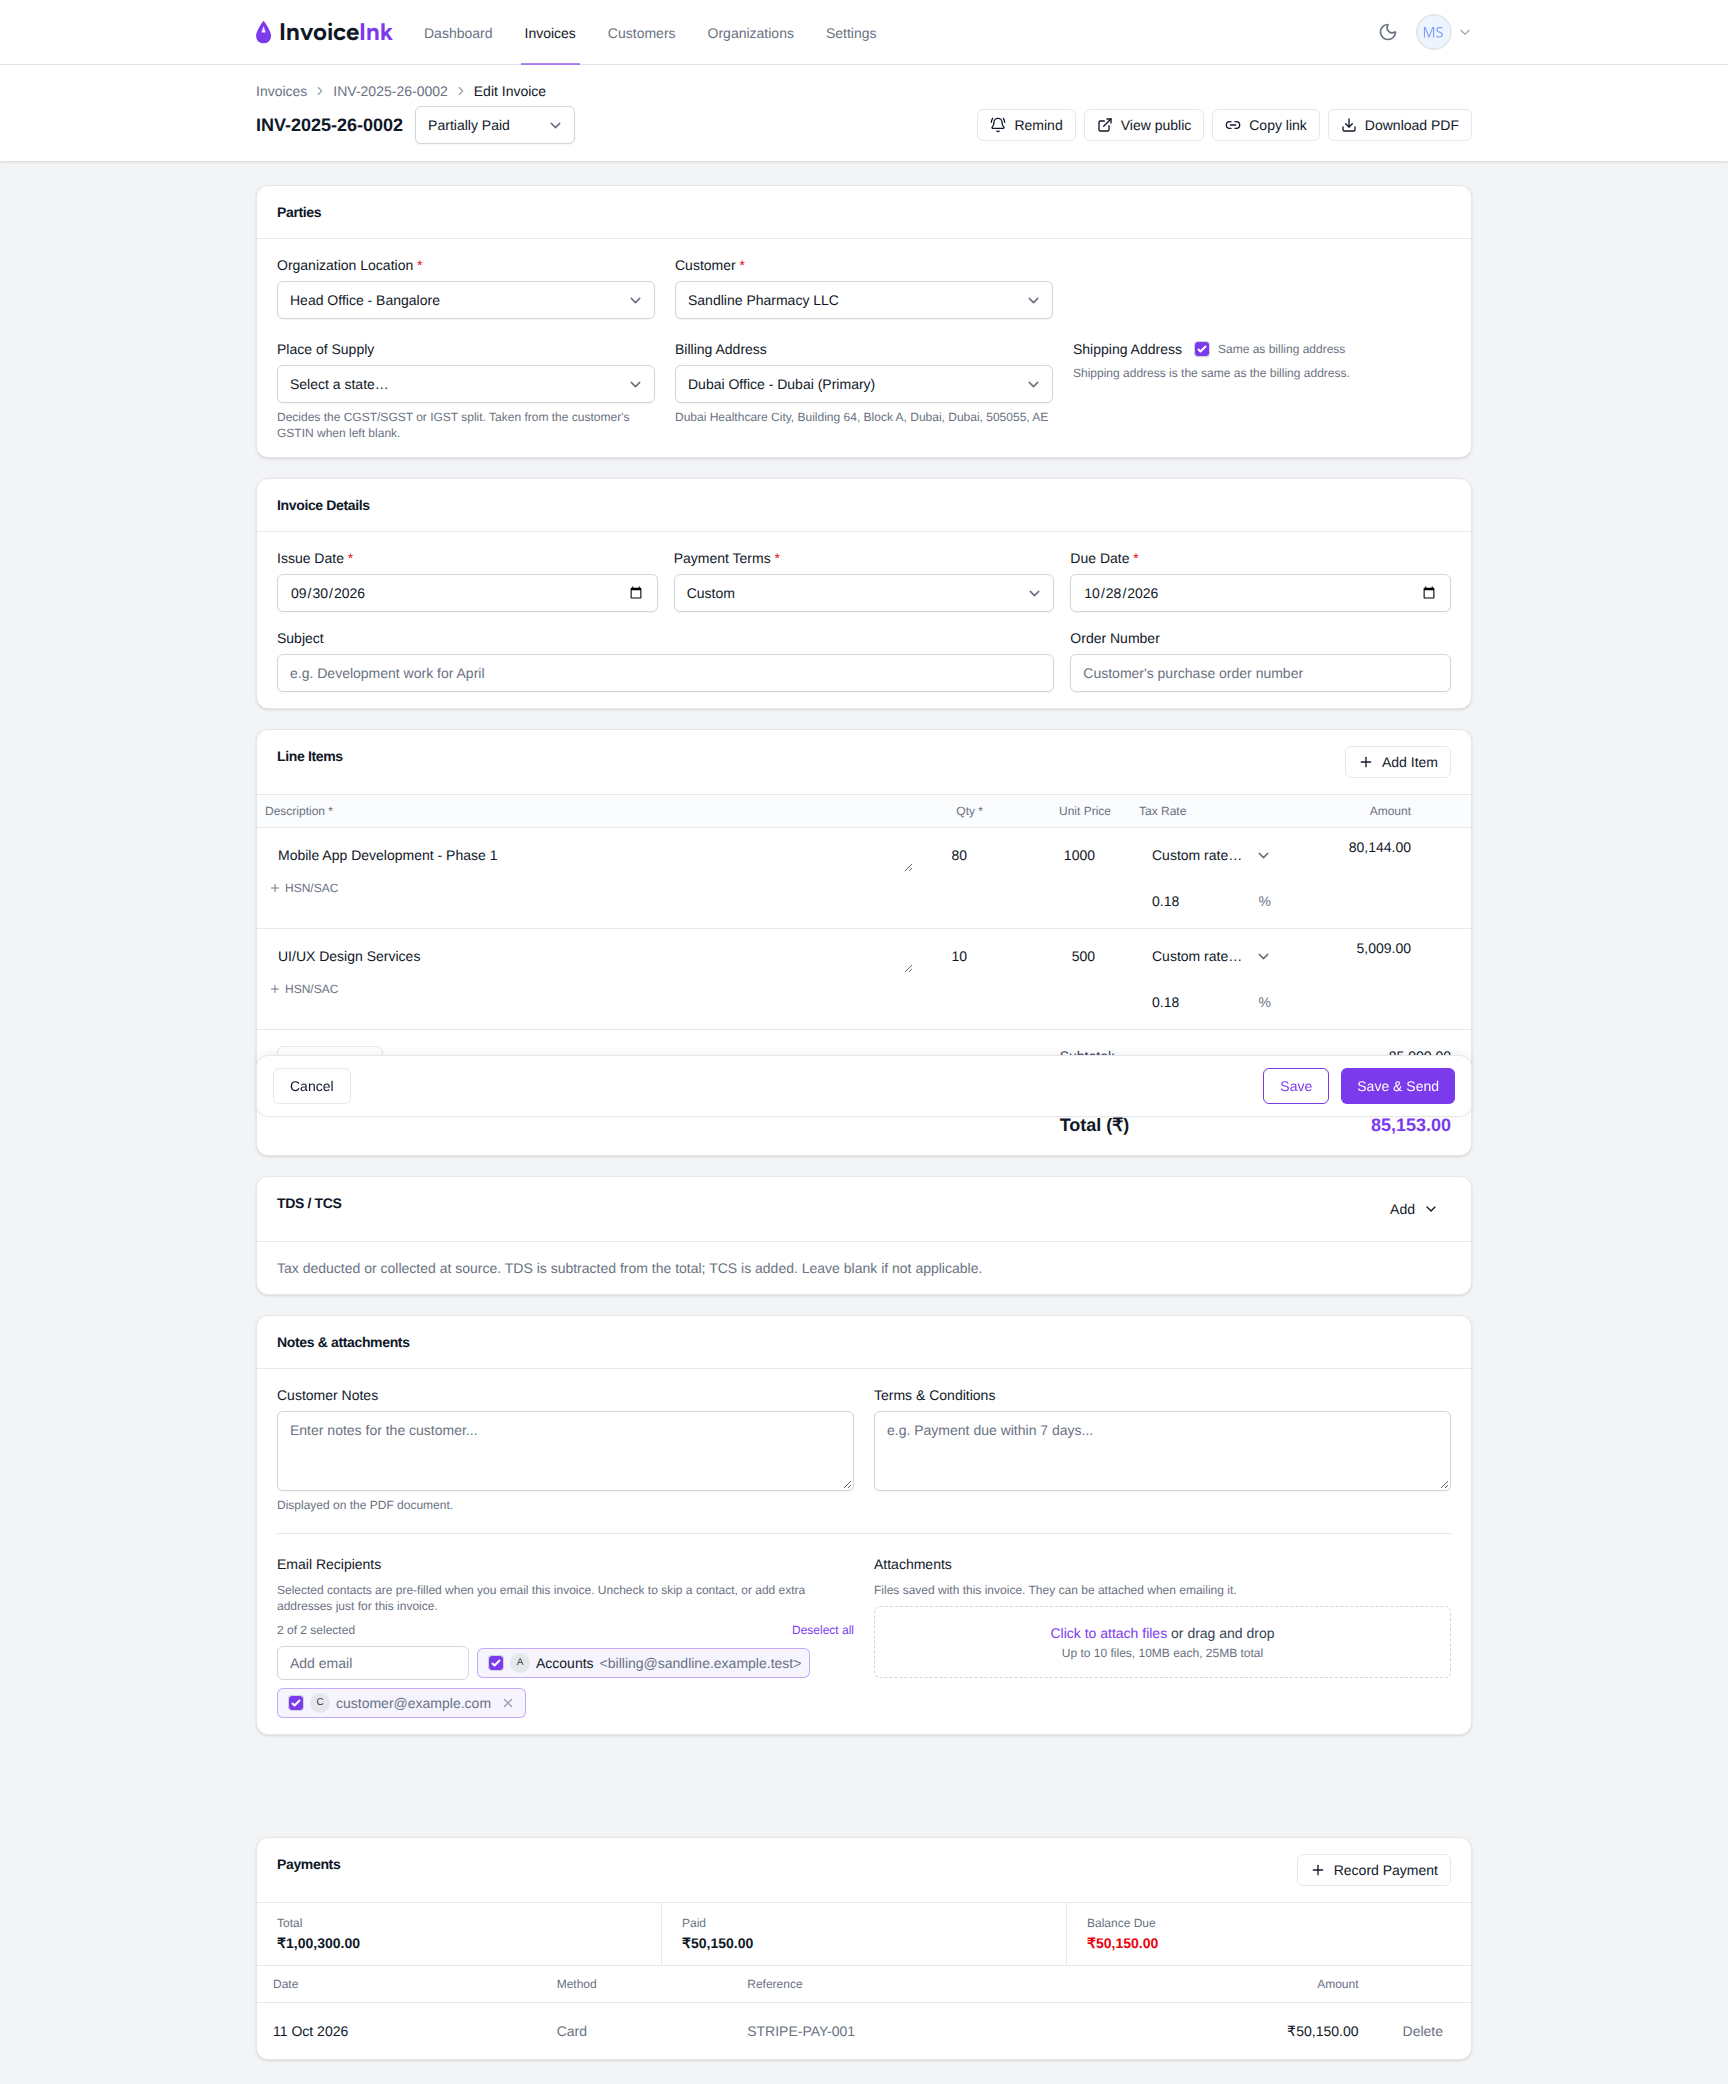 InvoiceInk
Dashboard
Invoices
Customers
Organizations
Settings
MS
Invoices > INV-2025-26-0002 > Edit Invoice
INV-2025-26-0002
Partially Paid
Remind
View public
Copy link
Download PDF
Parties
Organization Location *
Customer *
Head Office - Bangalore
Sandline Pharmacy LLC
Place of Supply
Billing Address
Shipping Address
Same as billing address
Select a state…
Dubai Office - Dubai (Primary)
Shipping address is the same as the billing address.
Decides the CGST/SGST or IGST split. Taken from the customer's
GSTIN when left blank.
Dubai Healthcare City, Building 64, Block A, Dubai, Dubai, 505055, AE
Invoice Details
Issue Date *
Payment Terms *
Due Date *
09/30/2026
Custom
10/28/2026
Subject
Order Number
e.g. Development work for April
Customer's purchase order number
Line Items
Add Item
Description *
Qty *
Unit Price
Tax Rate
Amount
Mobile App Development - Phase 1
80
1000
Custom rate…
80,144.00
HSN/SAC
0.18
%
UI/UX Design Services
10
500
Custom rate…
5,009.00
HSN/SAC
0.18
%
Subtotal:
85,000.00
Cancel
Save
Save & Send
Total (₹)
85,153.00
TDS / TCS
Add
Tax deducted or collected at source. TDS is subtracted from the total; TCS is added. Leave blank if not applicable.
Notes & attachments
Customer Notes
Terms & Conditions
Enter notes for the customer...
e.g. Payment due within 7 days...
Displayed on the PDF document.
Email Recipients
Attachments
Selected contacts are pre-filled when you email this invoice. Uncheck to skip a contact, or add extra
addresses just for this invoice.
Files saved with this invoice. They can be attached when emailing it.
2 of 2 selected
Deselect all
Click to attach files or drag and drop
Up to 10 files, 10MB each, 25MB total
Add email
A
Accounts <billing@sandline.example.test>
C
customer@example.com
Payments
Record Payment
Total
Paid
Balance Due
₹1,00,300.00
₹50,150.00
₹50,150.00
Date
Method
Reference
Amount
11 Oct 2026
Card
STRIPE-PAY-001
₹50,150.00
Delete